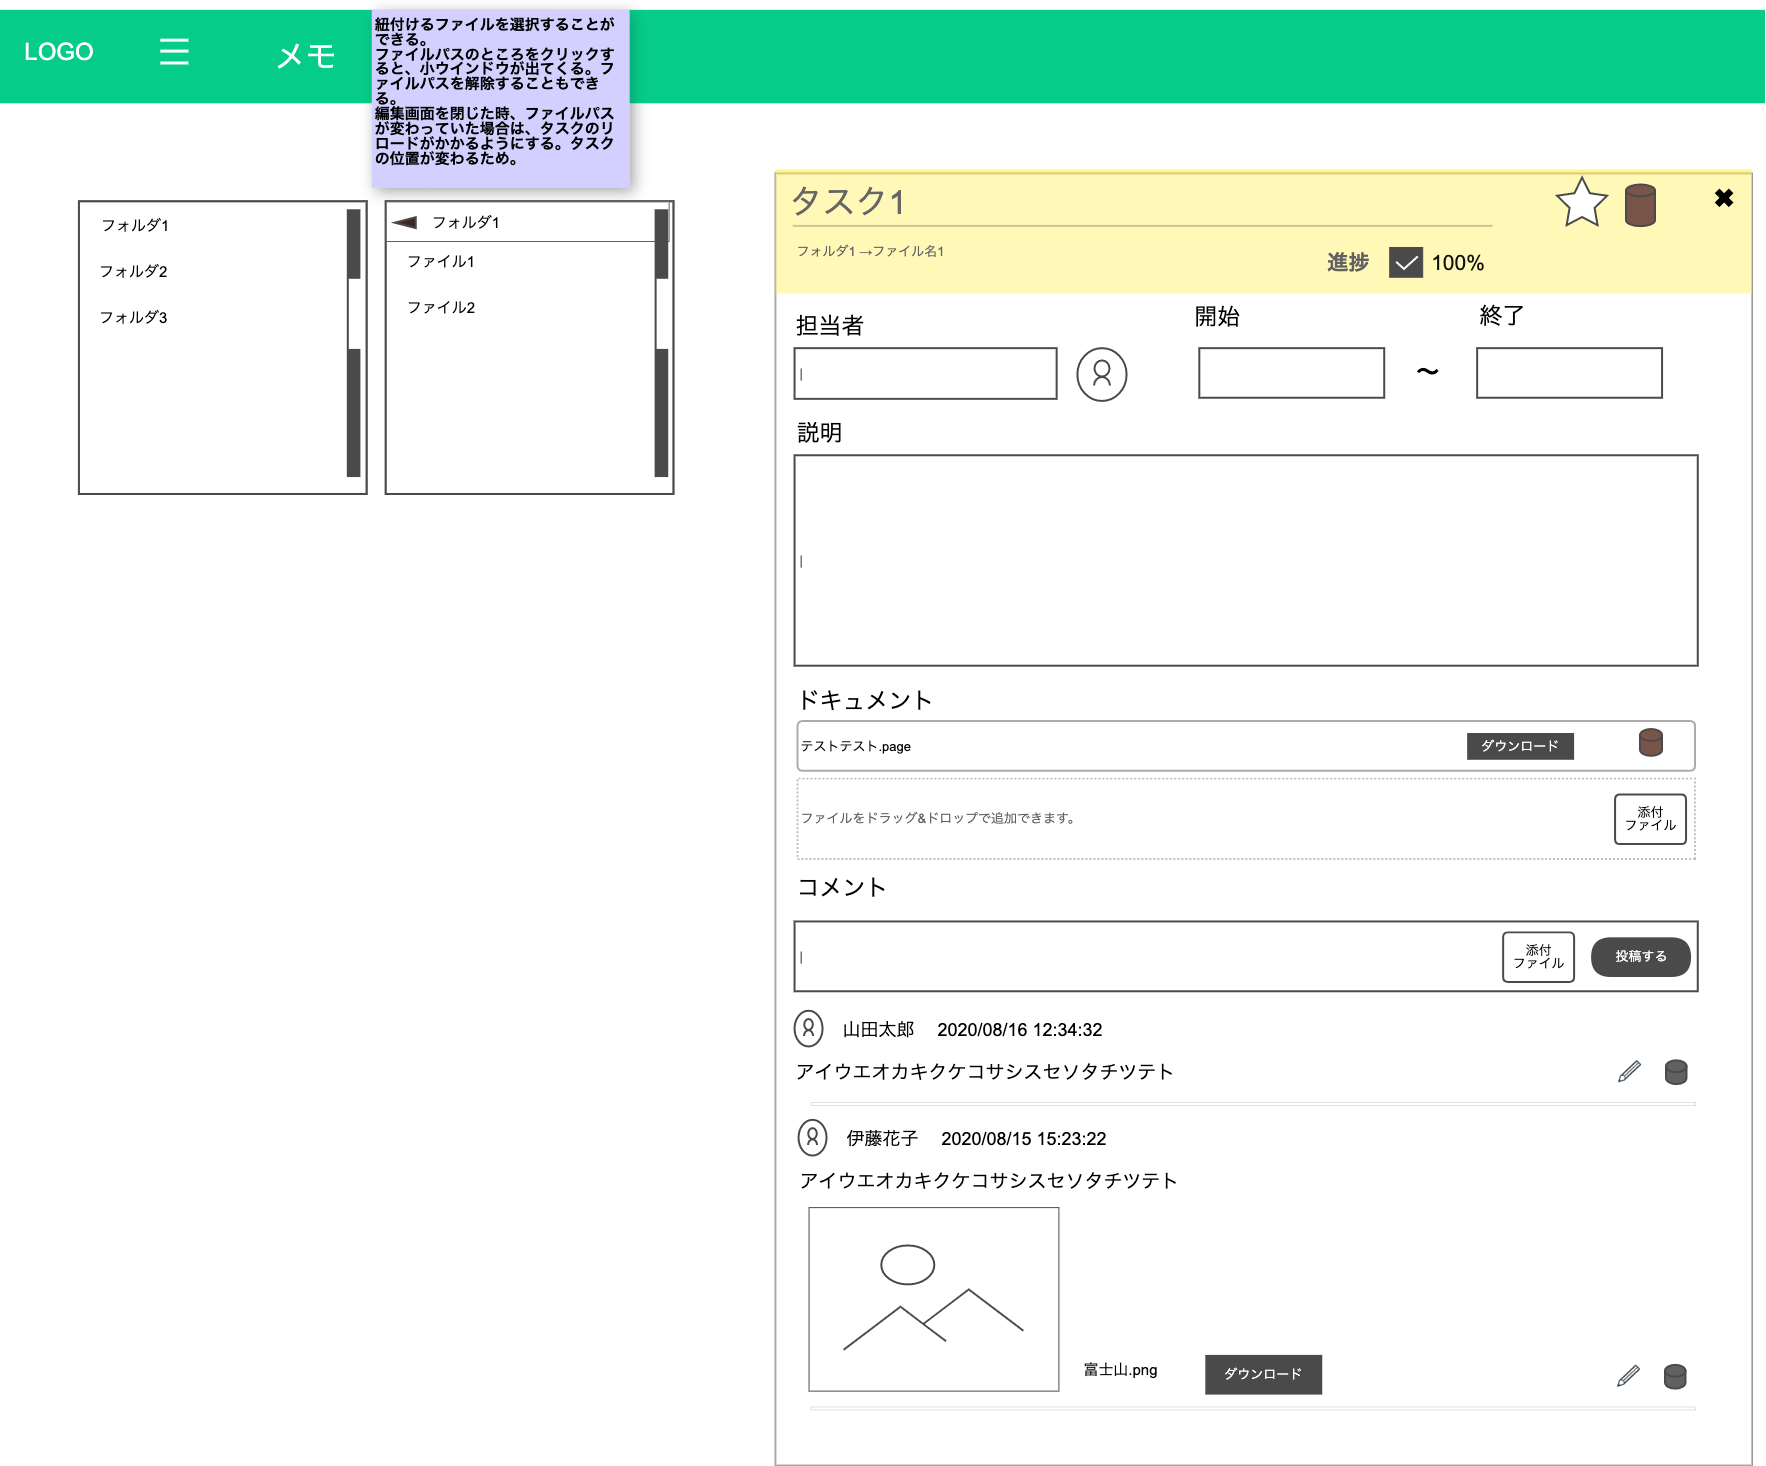 LOGO
メモ
紐付けるファイルを選択することが
できる。
ファイルパスのところをクリックす
ると、小ウインドウが出てくる。フ
ァイルパスを解除することもでき
る。
編集画面を閉じた時、ファイルパス
が変わっていた場合は、タスクのリ
ロードがかかるようにする。タスク
の位置が変わるため。
フォルダ1
フォルダ2
フォルダ3
フォルダ1
ファイル1
ファイル2
タスク1
フォルダ1→ファイル名1
進捗
100%
担当者
開始
終了
〜
説明
ドキュメント
テストテスト.page
ダウンロード
ファイルをドラッグ&ドロップで追加できます。
添付
ファイル
コメント
添付
ファイル
投稿する
山田太郎 2020/08/16 12:34:32
アイウエオカキクケコサシスセソタチツテト
伊藤花子 2020/08/15 15:23:22
アイウエオカキクケコサシスセソタチツテト
富士山.png
ダウンロード